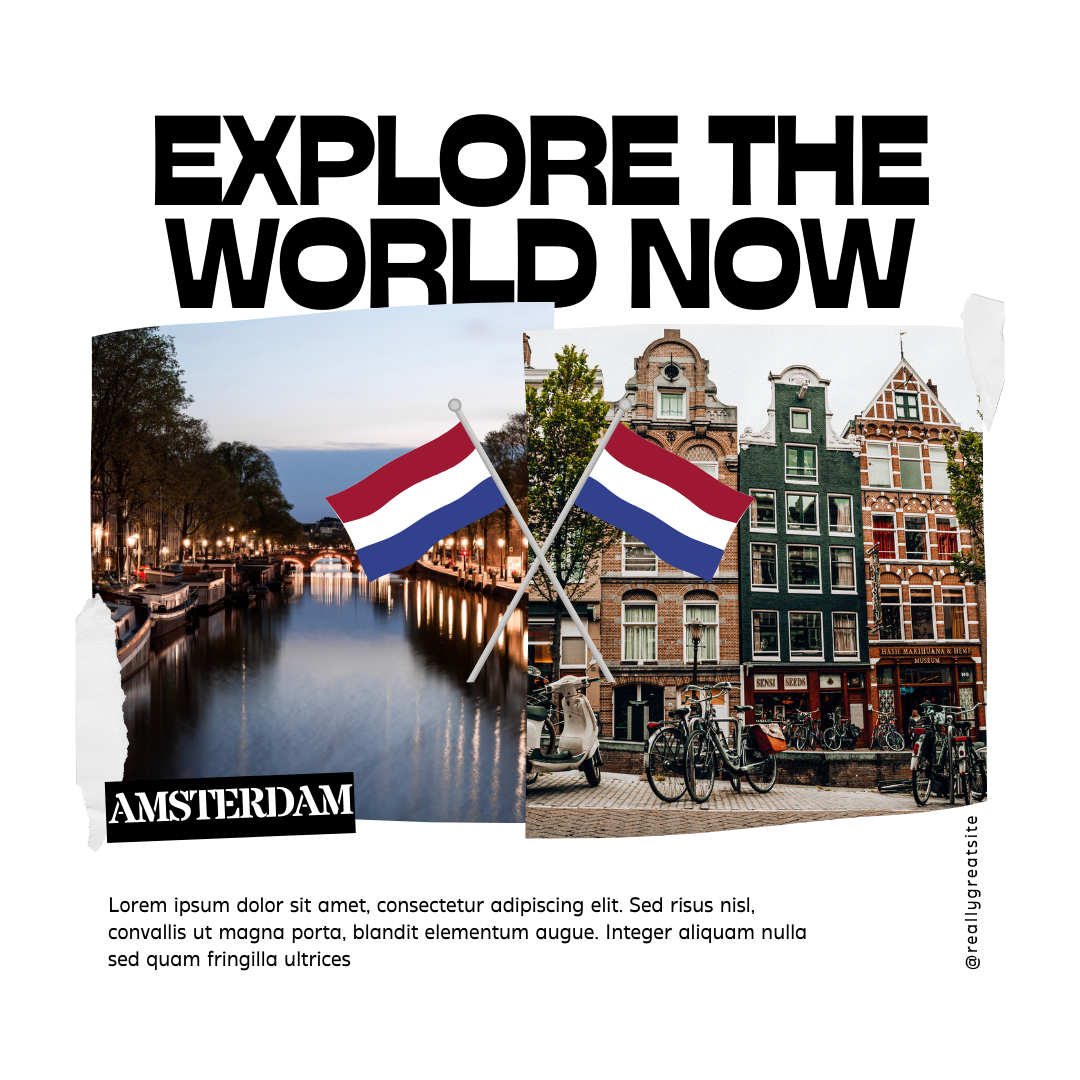 EXPLORE THE
WORLD NOW
SENSI SEEDS
HASH MARIHUANA & HEMP
MUSEUM
AMSTERDAM
Lorem ipsum dolor sit amet, consectetur adipiscing elit. Sed risus nisl,
convallis ut magna porta, blandit elementum augue. Integer aliquam nulla
sed quam fringilla ultrices
@reallygreatsite